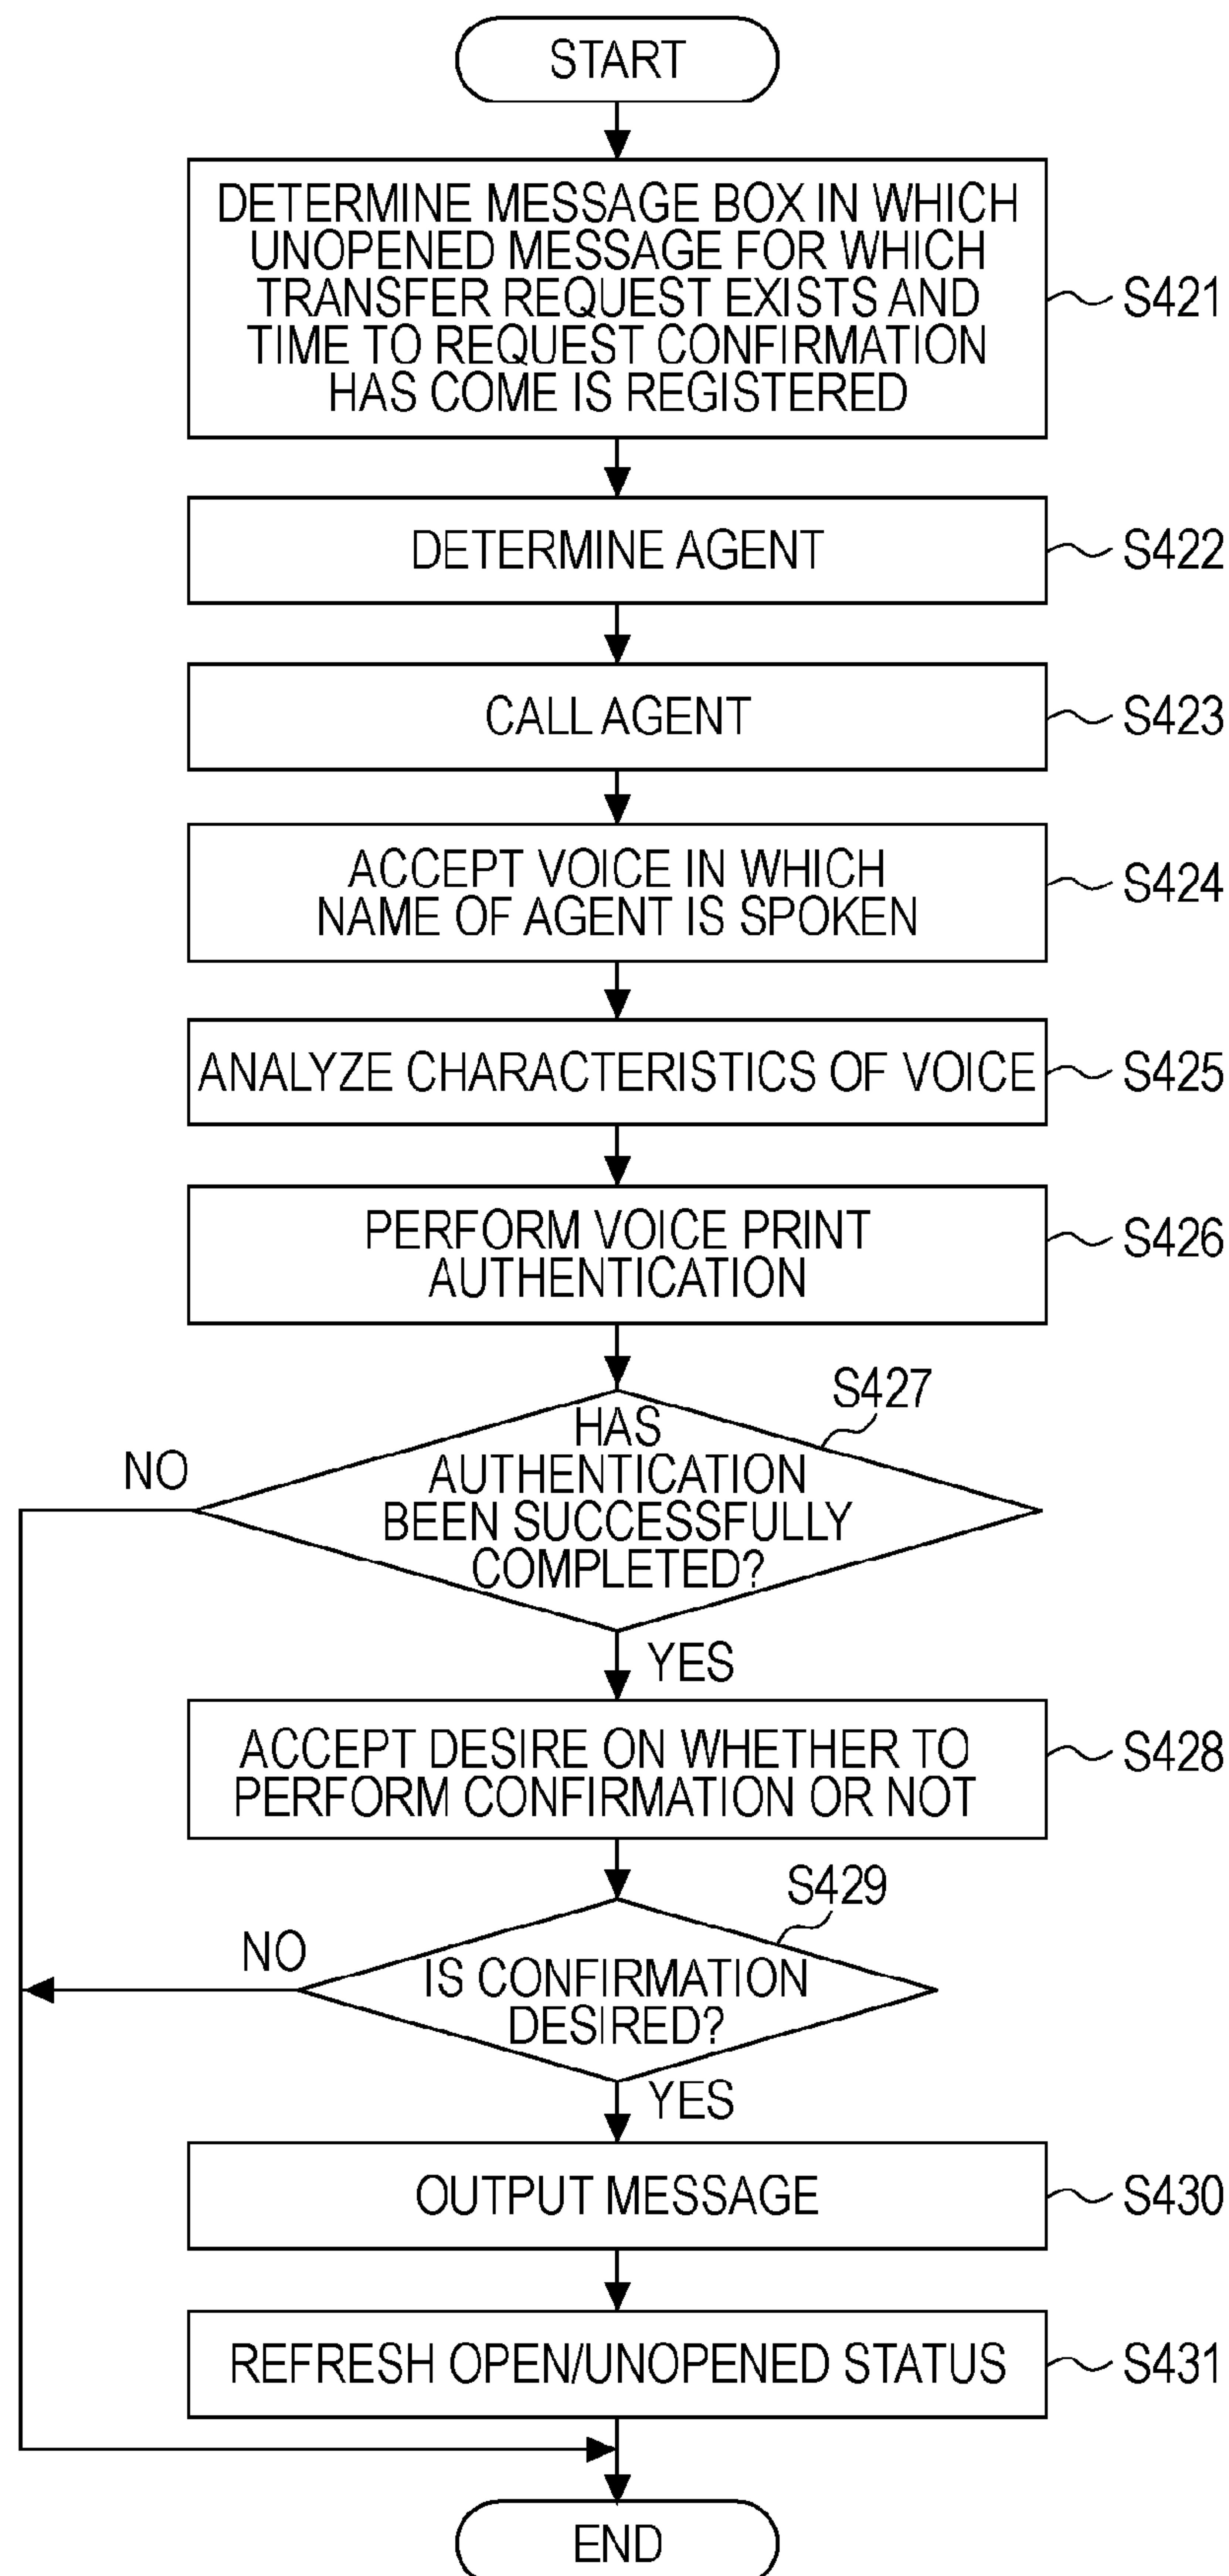 START
DETERMINE MESSAGE BOX IN WHICH
UNOPENED MESSAGE FOR WHICH
TRANSFER REQUEST EXISTS AND
TIME TO REQUEST CONFIRMATION
HAS COME IS REGISTERED
S421
DETERMINE AGENT
S422
CALL AGENT
S423
ACCEPT VOICE IN WHICH
NAME OF AGENT IS SPOKEN
S424
ANALYZE CHARACTERISTICS OF VOICE
S425
PERFORM VOICE PRINT
AUTHENTICATION
S426
S427
HAS
AUTHENTICATION
BEEN SUCCESSFULLY
COMPLETED?
NO
YES
ACCEPT DESIRE ON WHETHER TO
PERFORM CONFIRMATION OR NOT
S428
S429
NO
IS CONFIRMATION
DESIRED?
YES
OUTPUT MESSAGE
S430
REFRESH OPEN/UNOPENED STATUS
S431
END